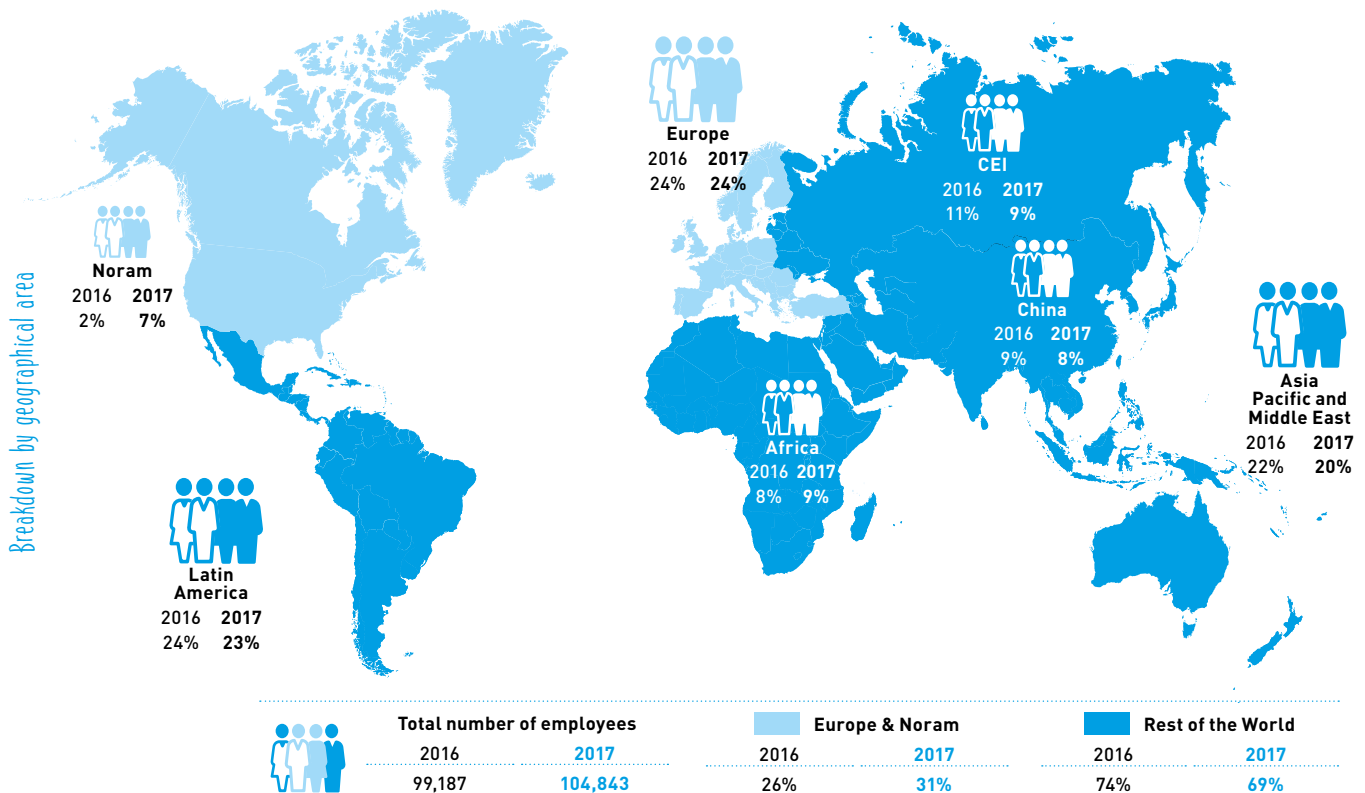 Breakdown by geographical area
Noram
2016 2017
2% 7%
Latin
America
2016 2017
24% 23%
Europe
2016 2017
24% 24%
CEI
2016 2017
11% 9%
China
2016 2017
9% 8%
Africa
2016 2017
8% 9%
Asia
Pacific and
Middle East
2016 2017
22% 20%
Total number of employees
2016 2017
99,187 104,843
Europe & Noram
2016 2017
26% 31%
Rest of the World
2016 2017
74% 69%